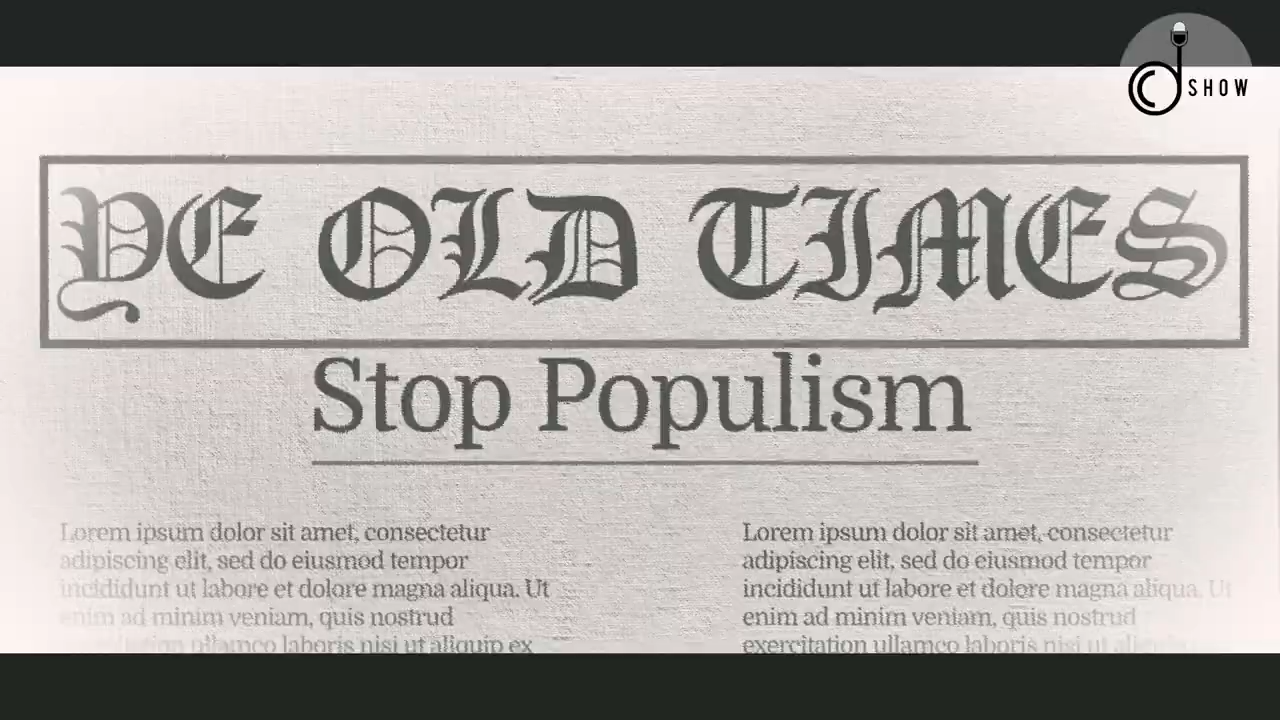 SHOW
YE OLD TIMES
Stop Populism
Lorem ipsum dolor sit amet, consectetur
adipiscing elit, sed do eiusmod tempor
incididunt ut labore et dolore magna aliqua. Ut
enim ad minim veniam, quis nostrud
ullamco laboris nisi ut aliquip ex
Lorem ipsum dolor sit amet, consectetur
adipiscing elit, sed do eiusmod tempor
incididunt ut labore et dolore magna aliqua. Ut
enim ad minim veniam, quis nostrud
exercitation ullamco laboris nisi ut